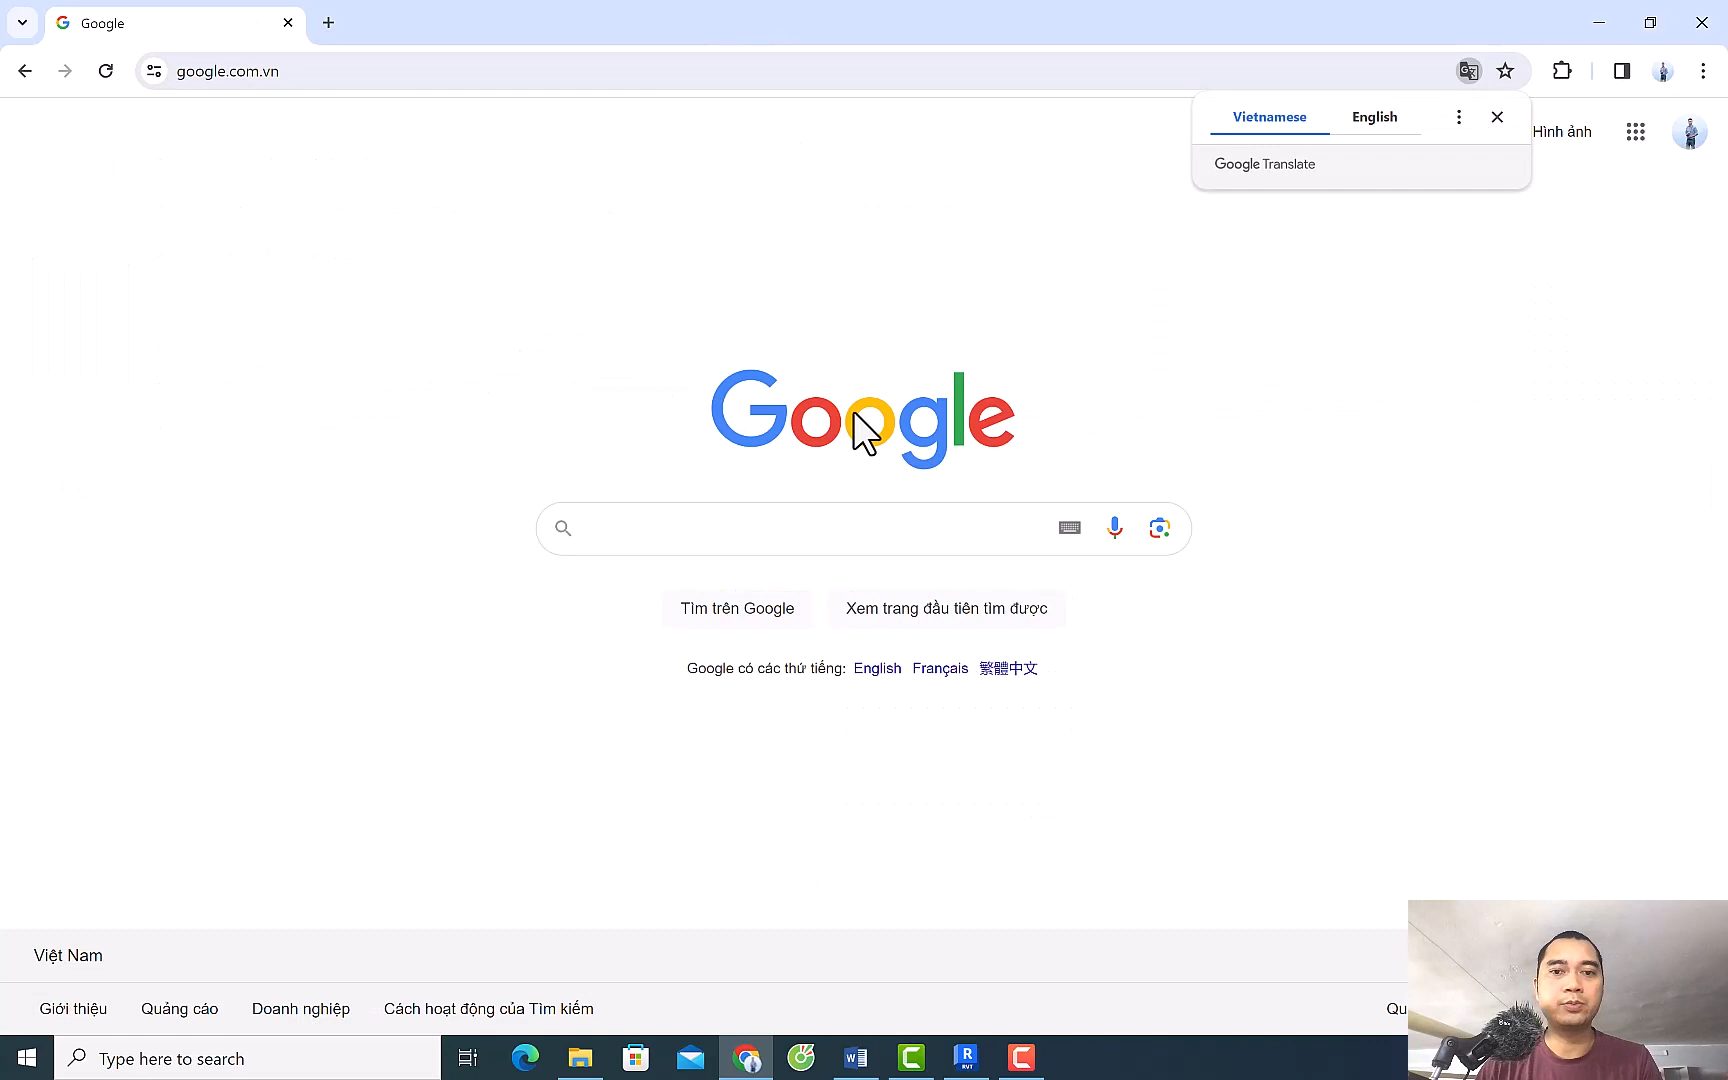 Google
google.com.vn
Vietnamese English
Google Translate
Hình ảnh
Google
Tìm trên Google Xem trang đầu tiên tìm được
Google có các thứ tiếng: English Français 繁體中文
Việt Nam
Giới thiệu Quảng cáo Doanh nghiệp Cách hoạt động của Tìm kiếm Qu
Type here to search